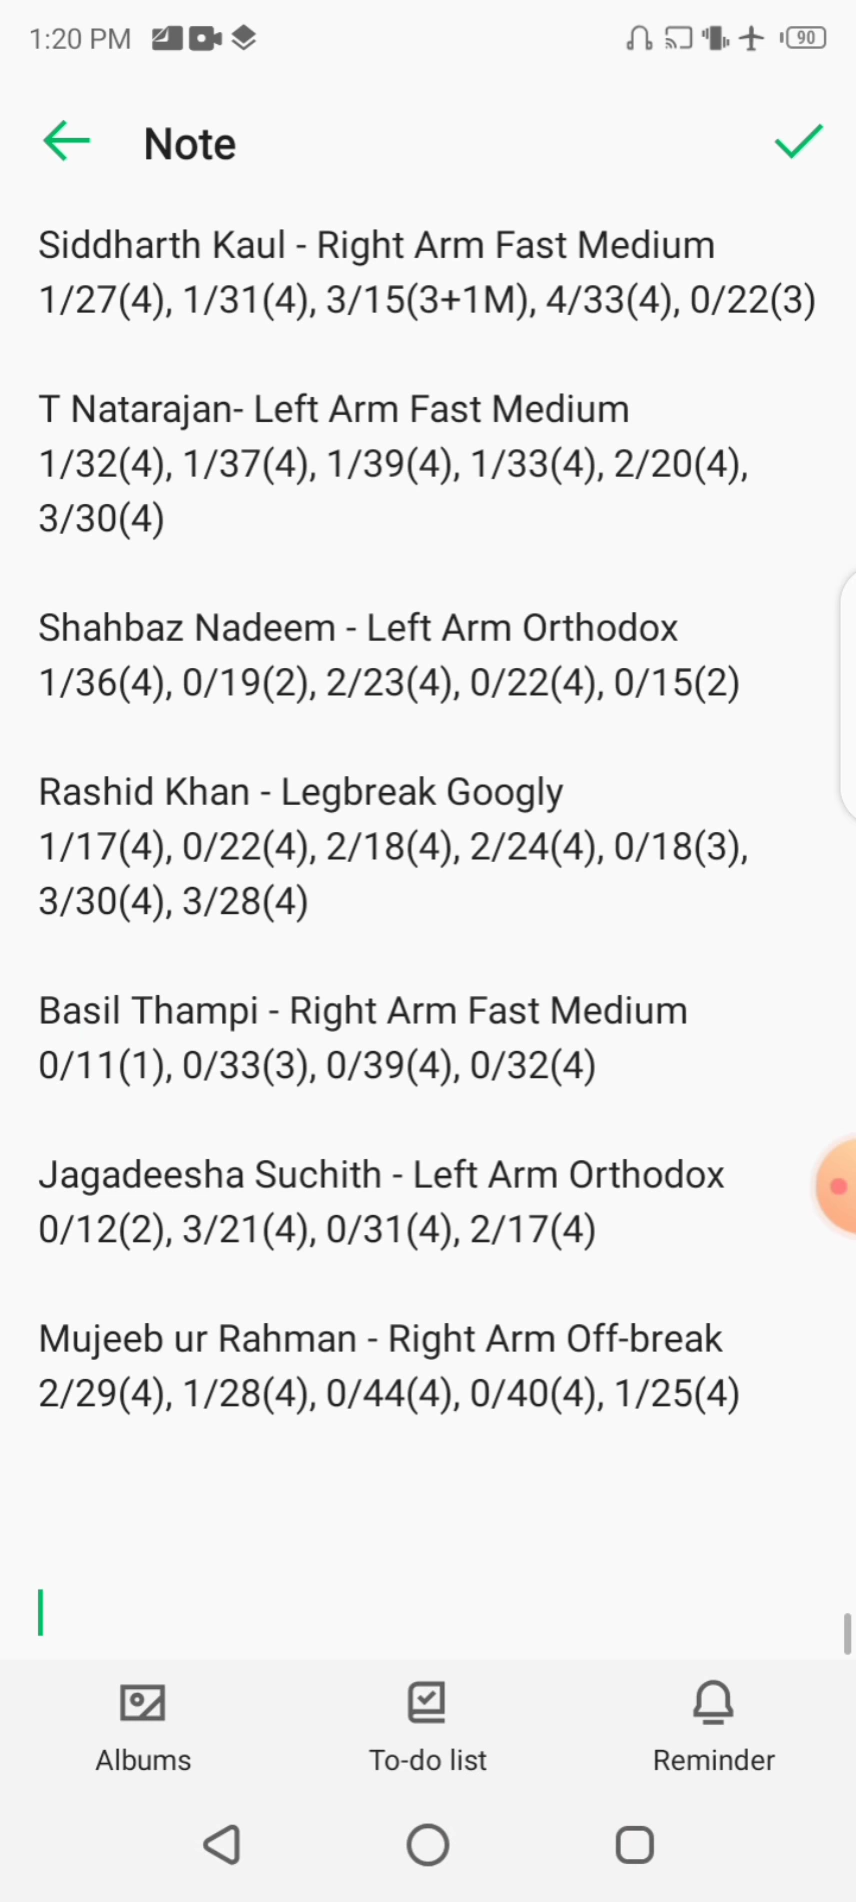 1:20 PM
90
Note
Siddharth Kaul - Right Arm Fast Medium
1/27(4), 1/31(4), 3/15(3+1M), 4/33(4), 0/22(3)
T Natarajan- Left Arm Fast Medium
1/32(4), 1/37(4), 1/39(4), 1/33(4), 2/20(4),
3/30(4)
Shahbaz Nadeem - Left Arm Orthodox
1/36(4), 0/19(2), 2/23(4), 0/22(4), 0/15(2)
Rashid Khan - Legbreak Googly
1/17(4), 0/22(4), 2/18(4), 2/24(4), 0/18(3),
3/30(4), 3/28(4)
Basil Thampi - Right Arm Fast Medium
0/11(1), 0/33(3), 0/39(4), 0/32(4)
Jagadeesha Suchith - Left Arm Orthodox
0/12(2), 3/21(4), 0/31(4), 2/17(4)
Mujeeb ur Rahman - Right Arm Off-break
2/29(4), 1/28(4), 0/44(4), 0/40(4), 1/25(4)
Albums
To-do list
Reminder